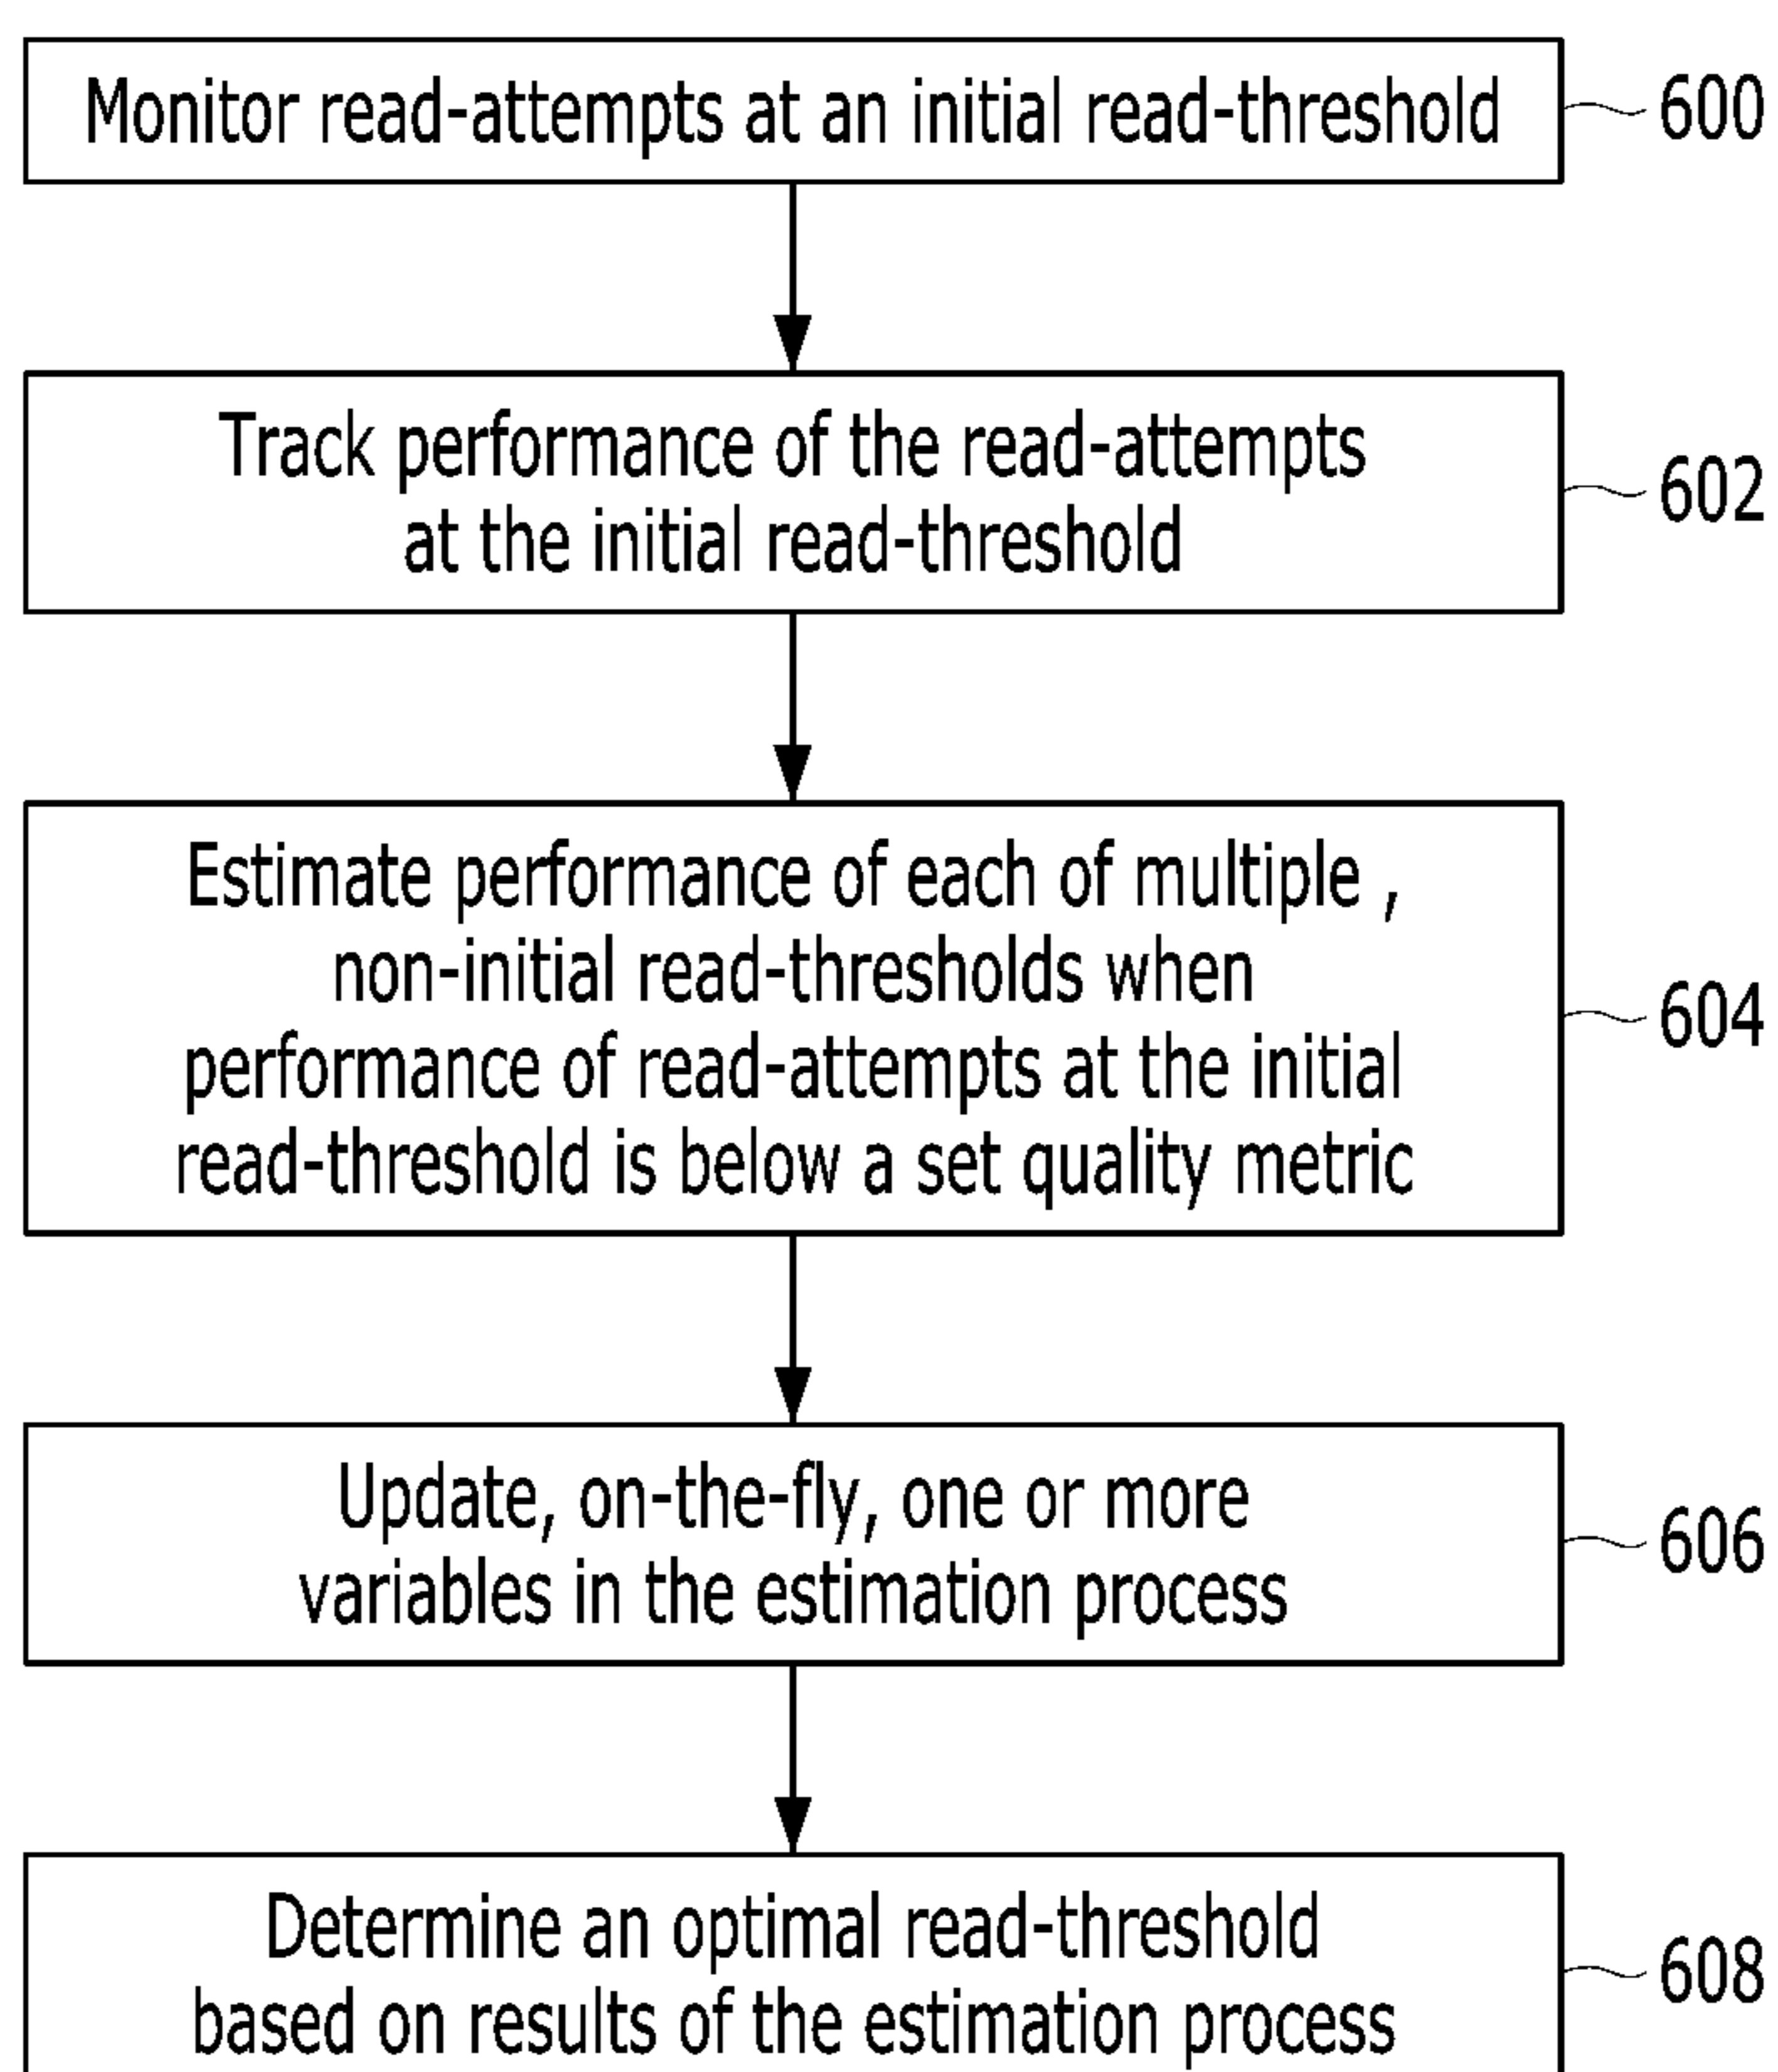 Monitor read-attempts at an initial read-threshold
600
Track performance of the read-attempts
at the initial read-threshold
602
Estimate performance of each of multiple ,
non-initial read-thresholds when
performance of read-attempts at the initial
read-threshold is below a set quality metric
604
Update, on-the-fly, one or more
variables in the estimation process
606
Determine an optimal read-threshold
based on results of the estimation process
608